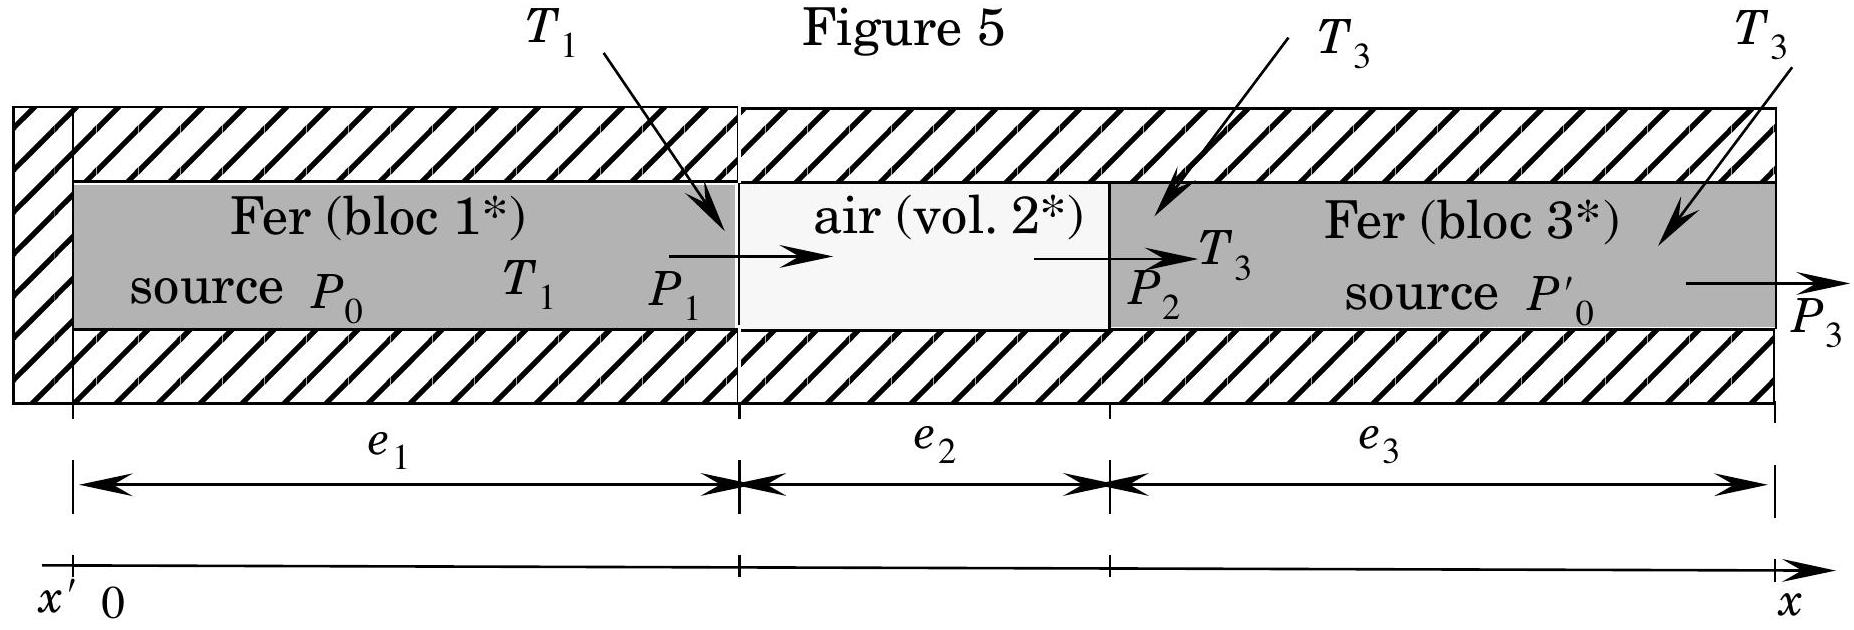 Figure 5
T₁
T₃
T₃
Fer (bloc 1*)
source P₀
T₁
P₁
air (vol. 2*)
P₂
T₃
Fer (bloc 3*)
source P'₀
P₃
e₁
e₂
e₃
x' 0
x